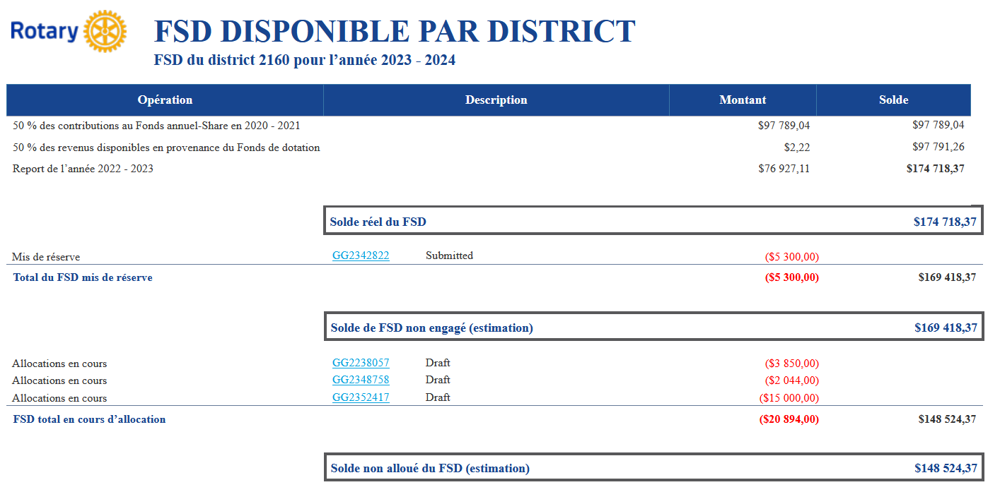 Rotary
FSD DISPONIBLE PAR DISTRICT
FSD du district 2160 pour l’année 2023 - 2024
Opération Description Montant Solde
50 % des contributions au Fonds annuel-Share en 2020 - 2021 $97 789,04 $97 789,04
50 % des revenus disponibles en provenance du Fonds de dotation $2,22 $97 791,26
Report de l’année 2022 - 2023 $76 927,11 $174 718,37
Solde réel du FSD $174 718,37
Mis de réserve GG2342822 Submitted ($5 300,00)
Total du FSD mis de réserve ($5 300,00) $169 418,37
Solde de FSD non engagé (estimation) $169 418,37
Allocations en cours GG2238057 Draft ($3 850,00)
Allocations en cours GG2348758 Draft ($2 044,00)
Allocations en cours GG2352417 Draft ($15 000,00)
FSD total en cours d’allocation ($20 894,00) $148 524,37
Solde non alloué du FSD (estimation) $148 524,37